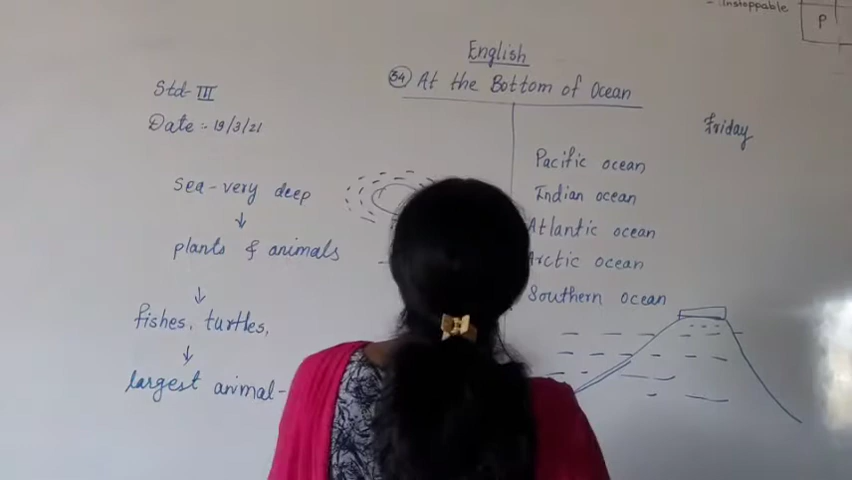 - Instoppable
P
English
34 At the Bottom of Ocean
Std- III
Date :- 19/3/21
Friday
Sea - very deep
↓
plants & animals
↓
fishes, turtles,
↓
largest animal -
Pacific ocean
Indian ocean
Atlantic ocean
Arctic ocean
Southern ocean